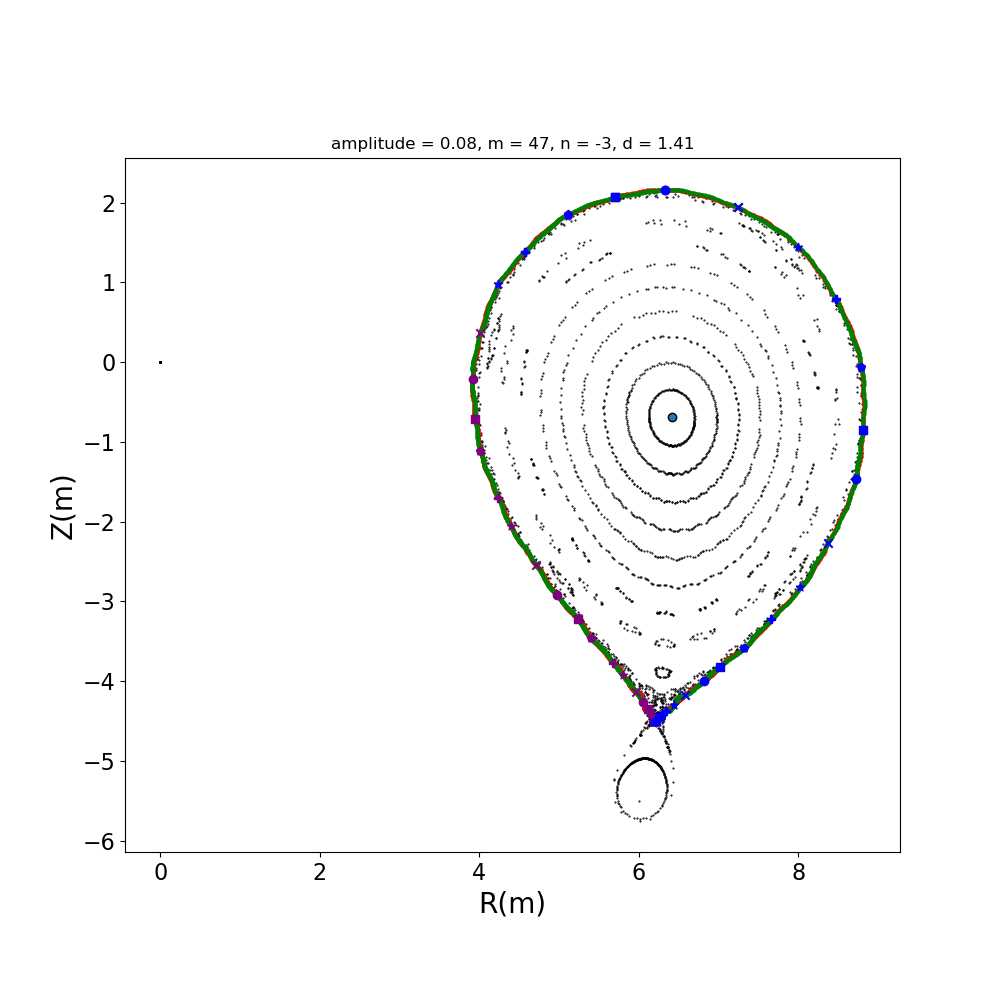 amplitude = 0.08, m = 47, n = -3, d = 1.41
2
1
0
−1
−2
−3
−4
−5
−6
Z(m)
0 2 4 6 8
R(m)